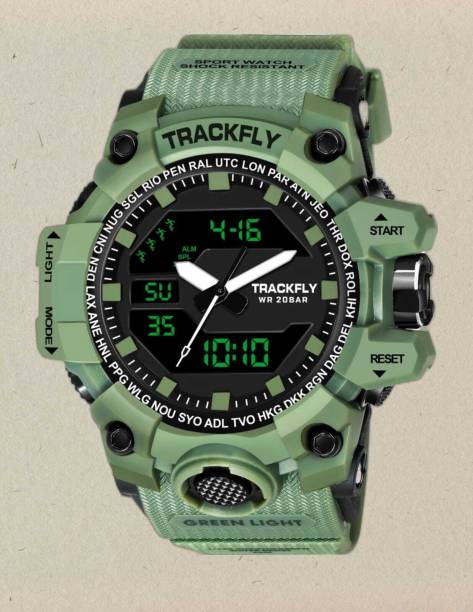 SPORT WATCH
SHOCK RESISTANT
TRACKFLY
PEN RAL UTC LON PAR ATN JEO THR DOX ROL KHI DEL DAG RGN DKK HKG TVO ADL SYO NOU WLG PPG HNL ANE LAX DEN CNI NUG SGL RIO
4-16
ALM
SPL
LIGHT
MODE
START
RESET
SU
TRACKFLY
WR 20BAR
35
10:10
GREEN LIGHT